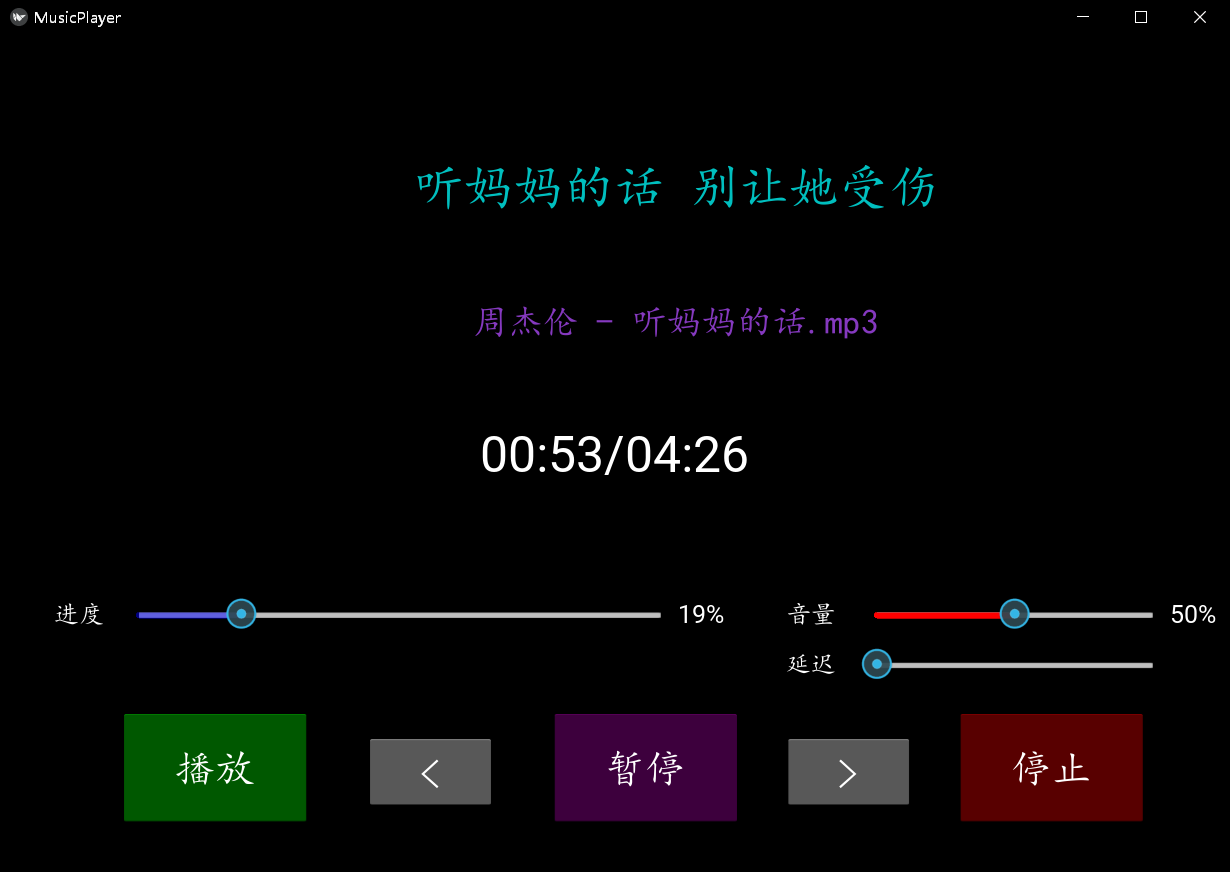 MusicPlayer
听妈妈的话 别让她受伤
周杰伦 - 听妈妈的话.mp3
00:53/04:26
进度 19% 音量 50%
延迟
播放 < 暂停 > 停止